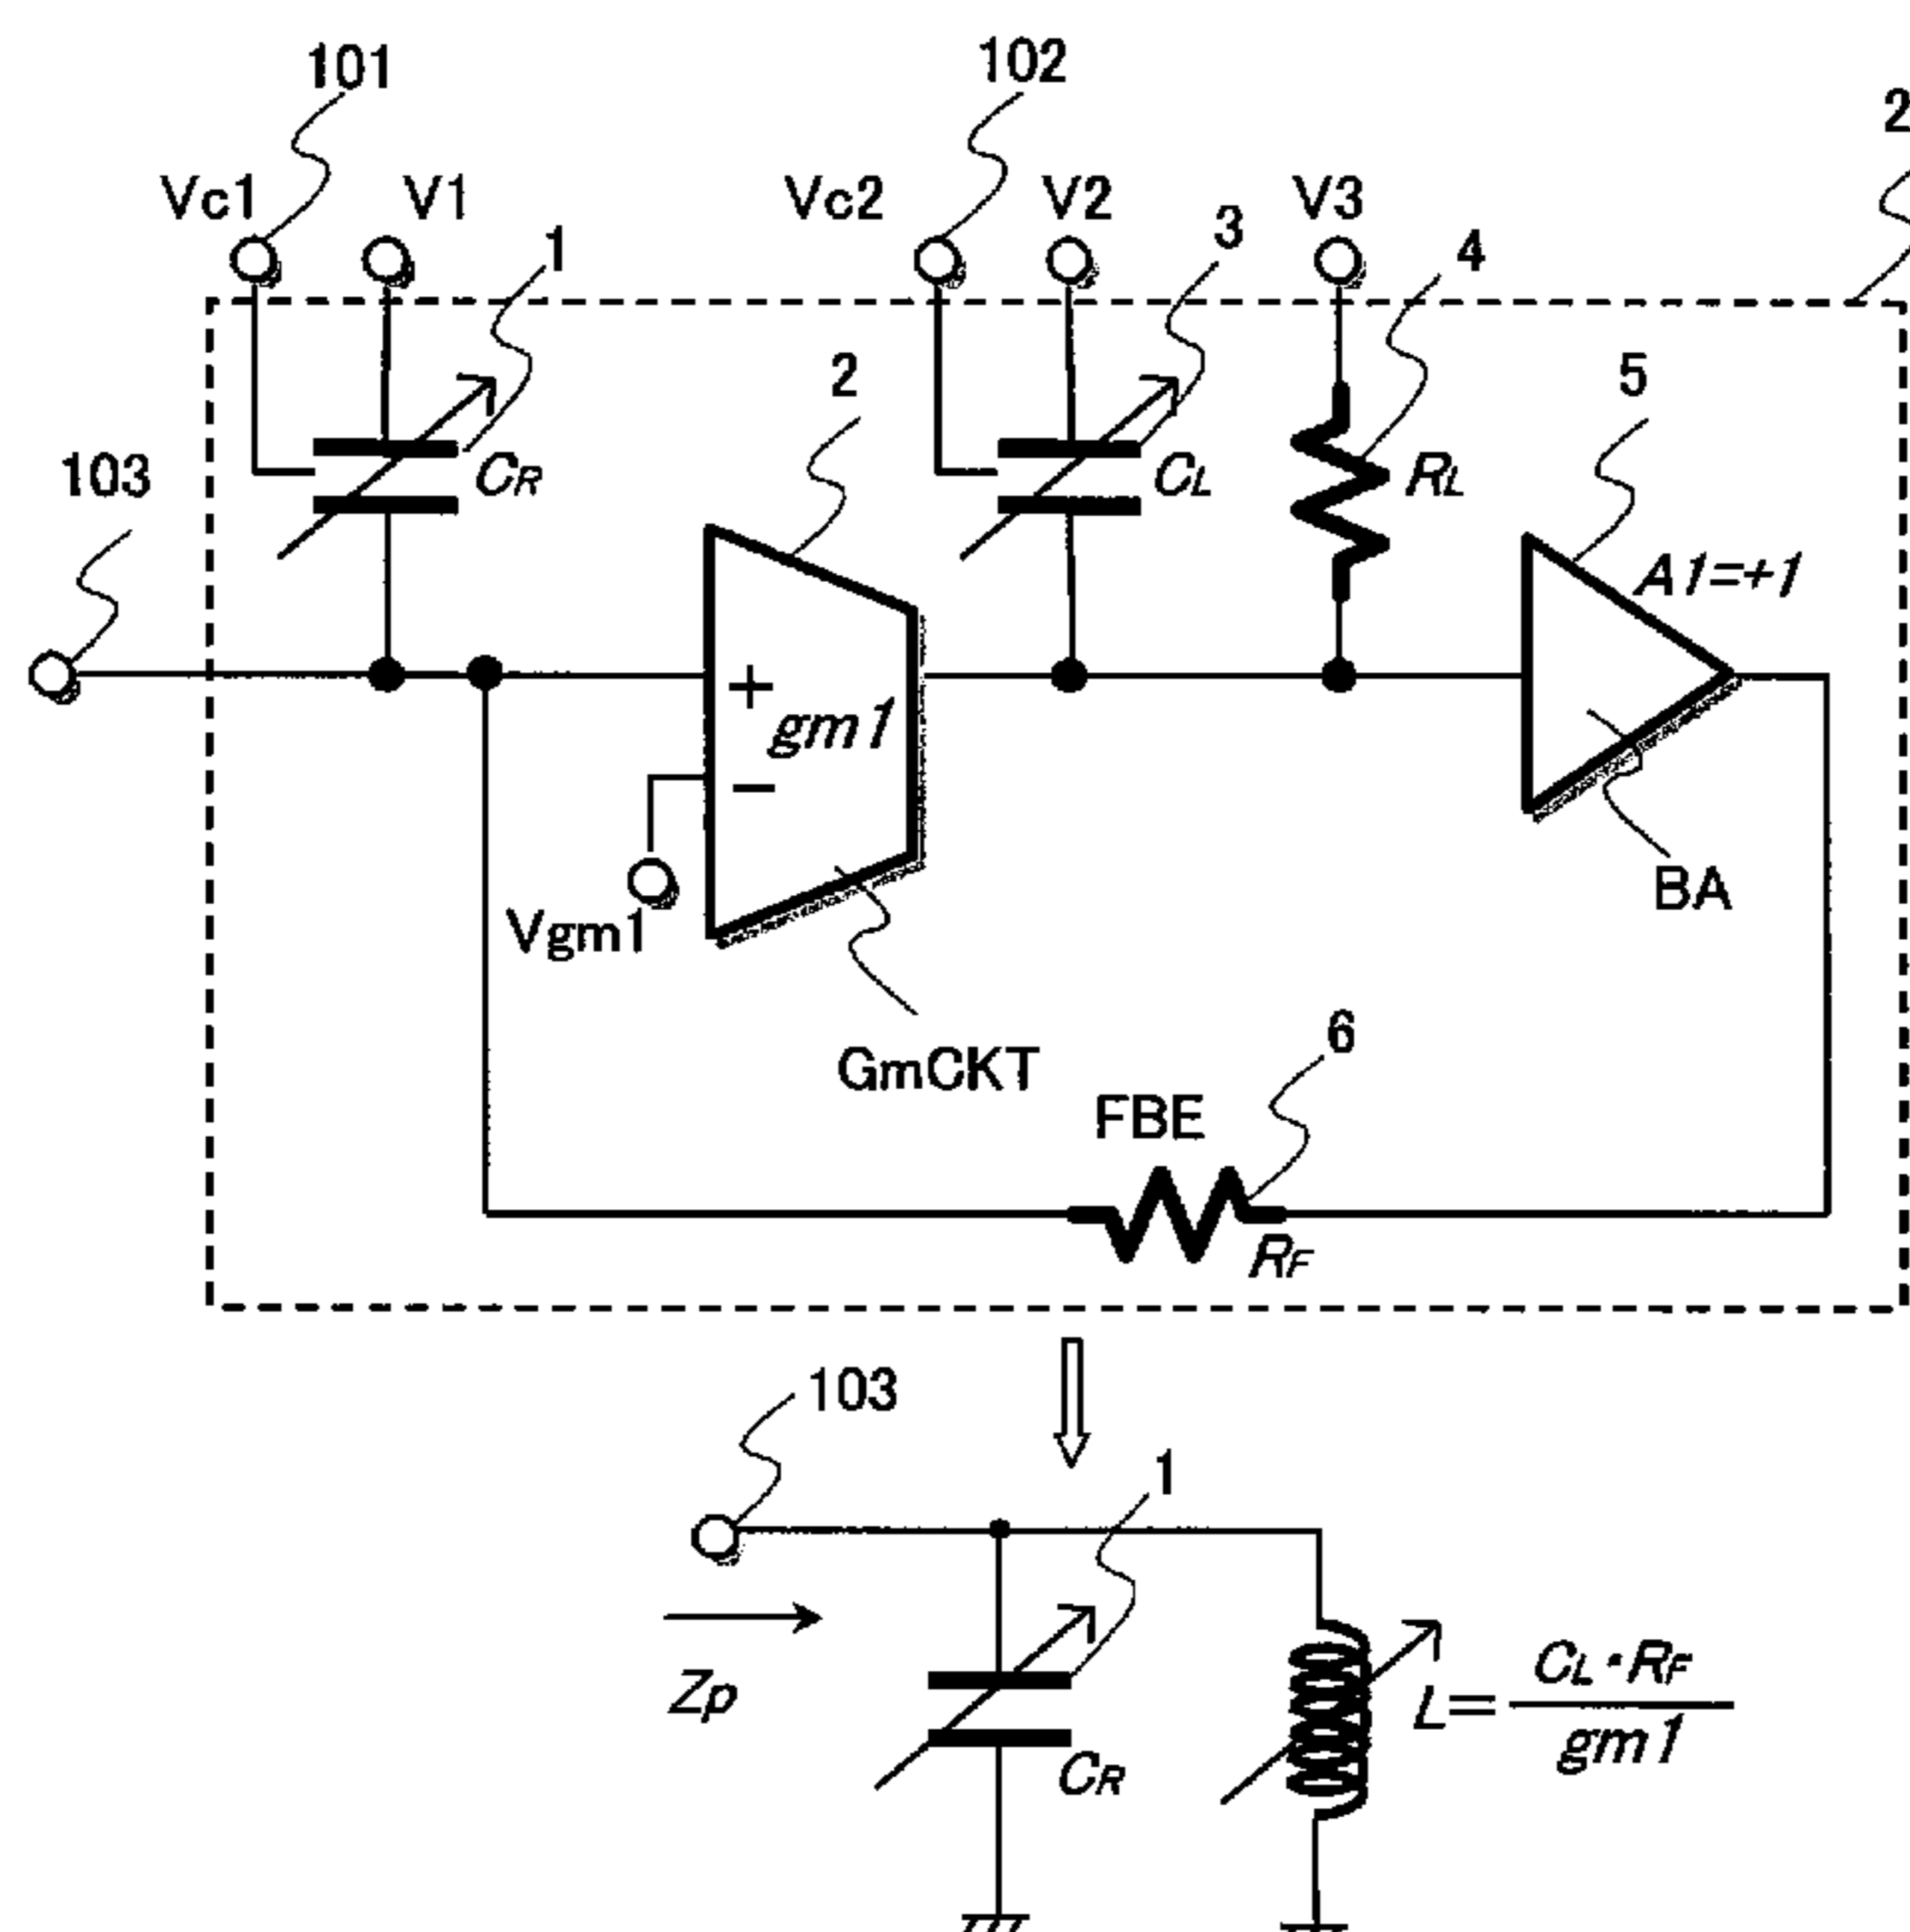 101
102
2
Vc1
V1
Vc2
V2
V3
1
3
4
2
5
103
CR
CL
RL
A1=+1
+
gm1
−
Vgm1
BA
GmCKT
6
FBE
RF
103
1
Zp
CR
L= CL·RF / gm1